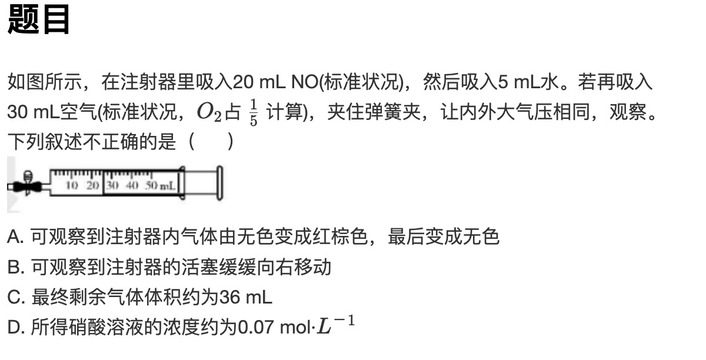 题目
如图所示，在注射器里吸入20 mL NO(标准状况)，然后吸入5 mL水。若再吸入
30 mL空气(标准状况，O₂占 1/5 计算)，夹住弹簧夹，让内外大气压相同，观察。
下列叙述不正确的是（　　）
10 20 30 40 50 mL
A. 可观察到注射器内气体由无色变成红棕色，最后变成无色
B. 可观察到注射器的活塞缓缓向右移动
C. 最终剩余气体体积约为36 mL
D. 所得硝酸溶液的浓度约为0.07 mol·L⁻¹